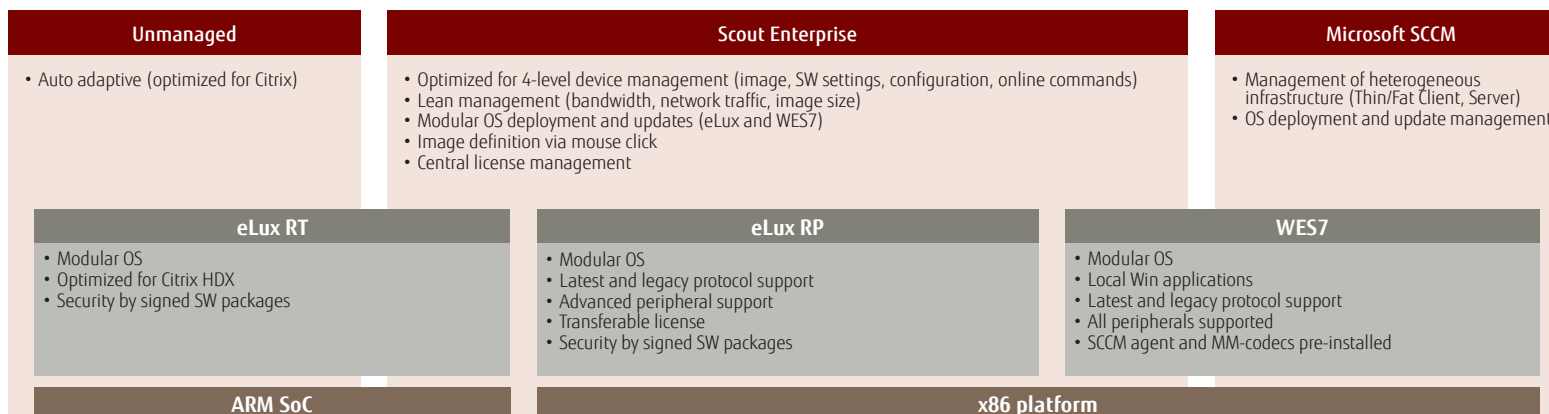 Unmanaged
• Auto adaptive (optimized for Citrix)
Scout Enterprise
• Optimized for 4-level device management (image, SW settings, configuration, online commands)
• Lean management (bandwidth, network traffic, image size)
• Modular OS deployment and updates (eLux and WES7)
• Image definition via mouse click
• Central license management
Microsoft SCCM
• Management of heterogeneous
infrastructure (Thin/Fat Client, Server)
• OS deployment and update management
eLux RT
• Modular OS
• Optimized for Citrix HDX
• Security by signed SW packages
eLux RP
• Modular OS
• Latest and legacy protocol support
• Advanced peripheral support
• Transferable license
• Security by signed SW packages
WES7
• Modular OS
• Local Win applications
• Latest and legacy protocol support
• All peripherals supported
• SCCM agent and MM-codecs pre-installed
ARM SoC
x86 platform